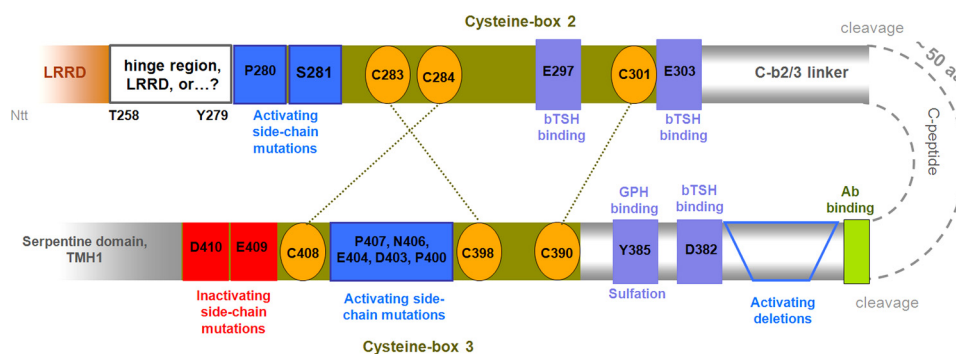 Cysteine-box 2
cleavage
~ 50 aa
LRRD
hinge region,
LRRD, or...?
P280
S281
C283
C284
E297
C301
E303
C-b2/3 linker
Ntt
T258
Y279
Activating
side-chain
mutations
bTSH
binding
bTSH
binding
C-peptide
GPH
binding
bTSH
binding
Ab
binding
Serpentine domain,
TMH1
D410
E409
C408
P407, N406,
E404, D403, P400
C398
C390
Y385
D382
Sulfation
cleavage
Inactivating
side-chain
mutations
Activating side-
chain mutations
Activating
deletions
Cysteine-box 3